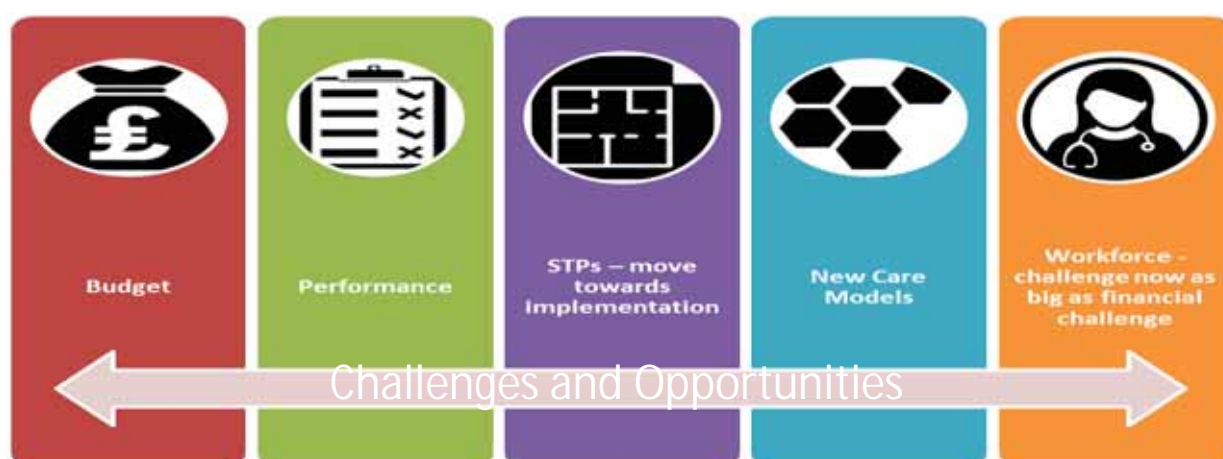 £
Budget
Performance
STPs – move
towards
implementation
New Care
Models
Workforce -
challenge now as
big as financial
challenge
Challenges and Opportunities